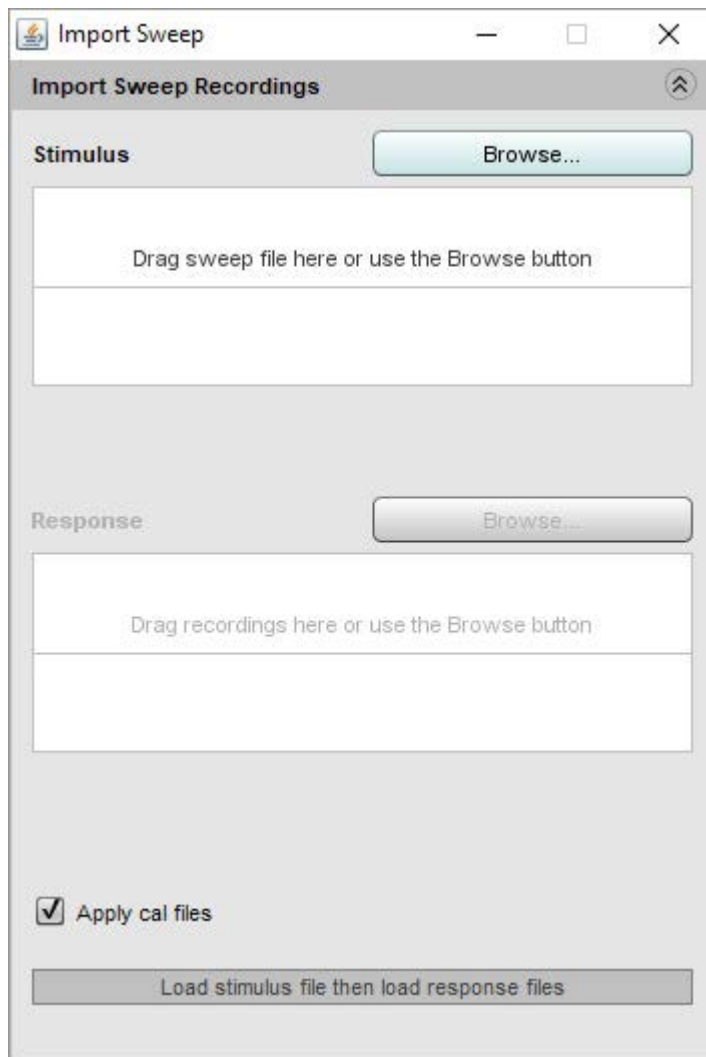 Import Sweep
Import Sweep Recordings
Stimulus
Browse...
Drag sweep file here or use the Browse button
Response
Browse...
Drag recordings here or use the Browse button
Apply cal files
Load stimulus file then load response files